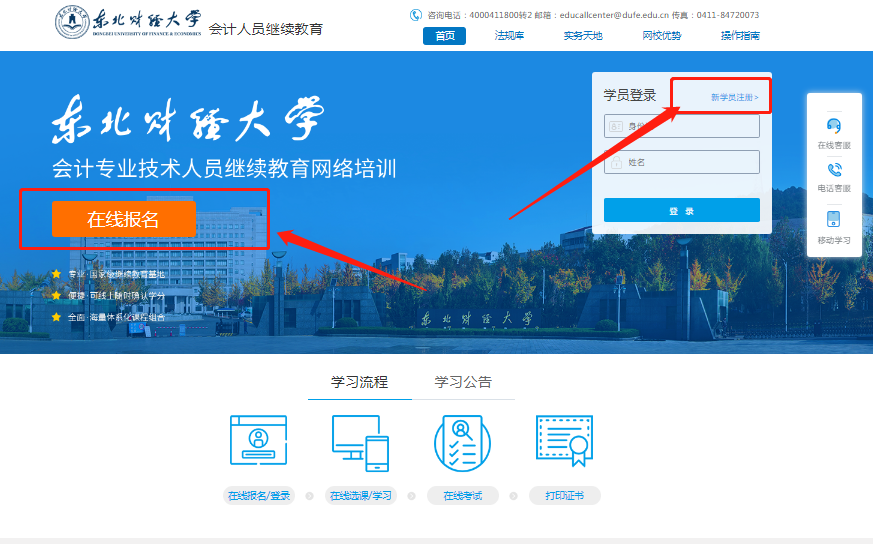 东北财经大学
DONGBEI UNIVERSITY OF FINANCE & ECONOMICS
会计人员继续教育
咨询电话：4000411800转2 邮箱：educallcenter@dufe.edu.cn 传真：0411-84720073
首页 法规库 实务天地 网校优势 操作指南
东北财经大学
会计专业技术人员继续教育网络培训
在线报名
专业·国家级继续教育基地
便捷·可线上随时确认学分
全面·海量体系化课程组合
学员登录
新学员注册>
身份
姓名
登 录
在线客服
电话客服
移动学习
东北财经大学
学习流程 学习公告
在线报名/登录 在线选课/学习 在线考试 打印证书